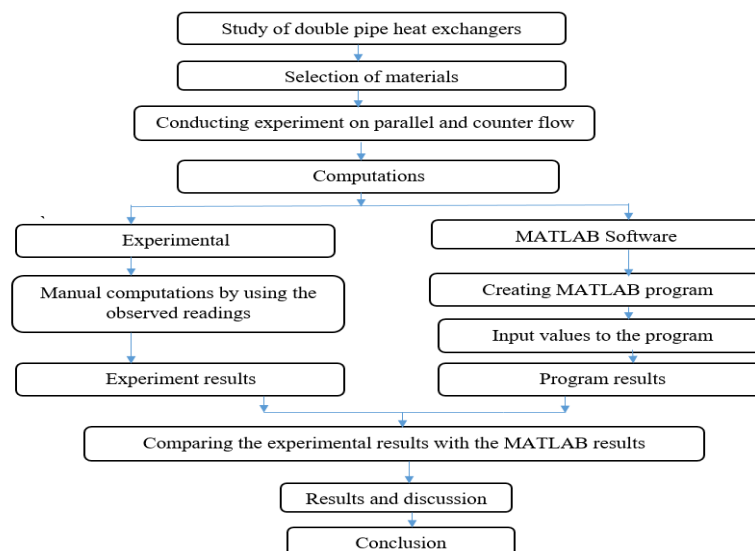 Study of double pipe heat exchangers
Selection of materials
Conducting experiment on parallel and counter flow
Computations
Experimental
Manual computations by using the
observed readings
Experiment results
MATLAB Software
Creating MATLAB program
Input values to the program
Program results
Comparing the experimental results with the MATLAB results
Results and discussion
Conclusion